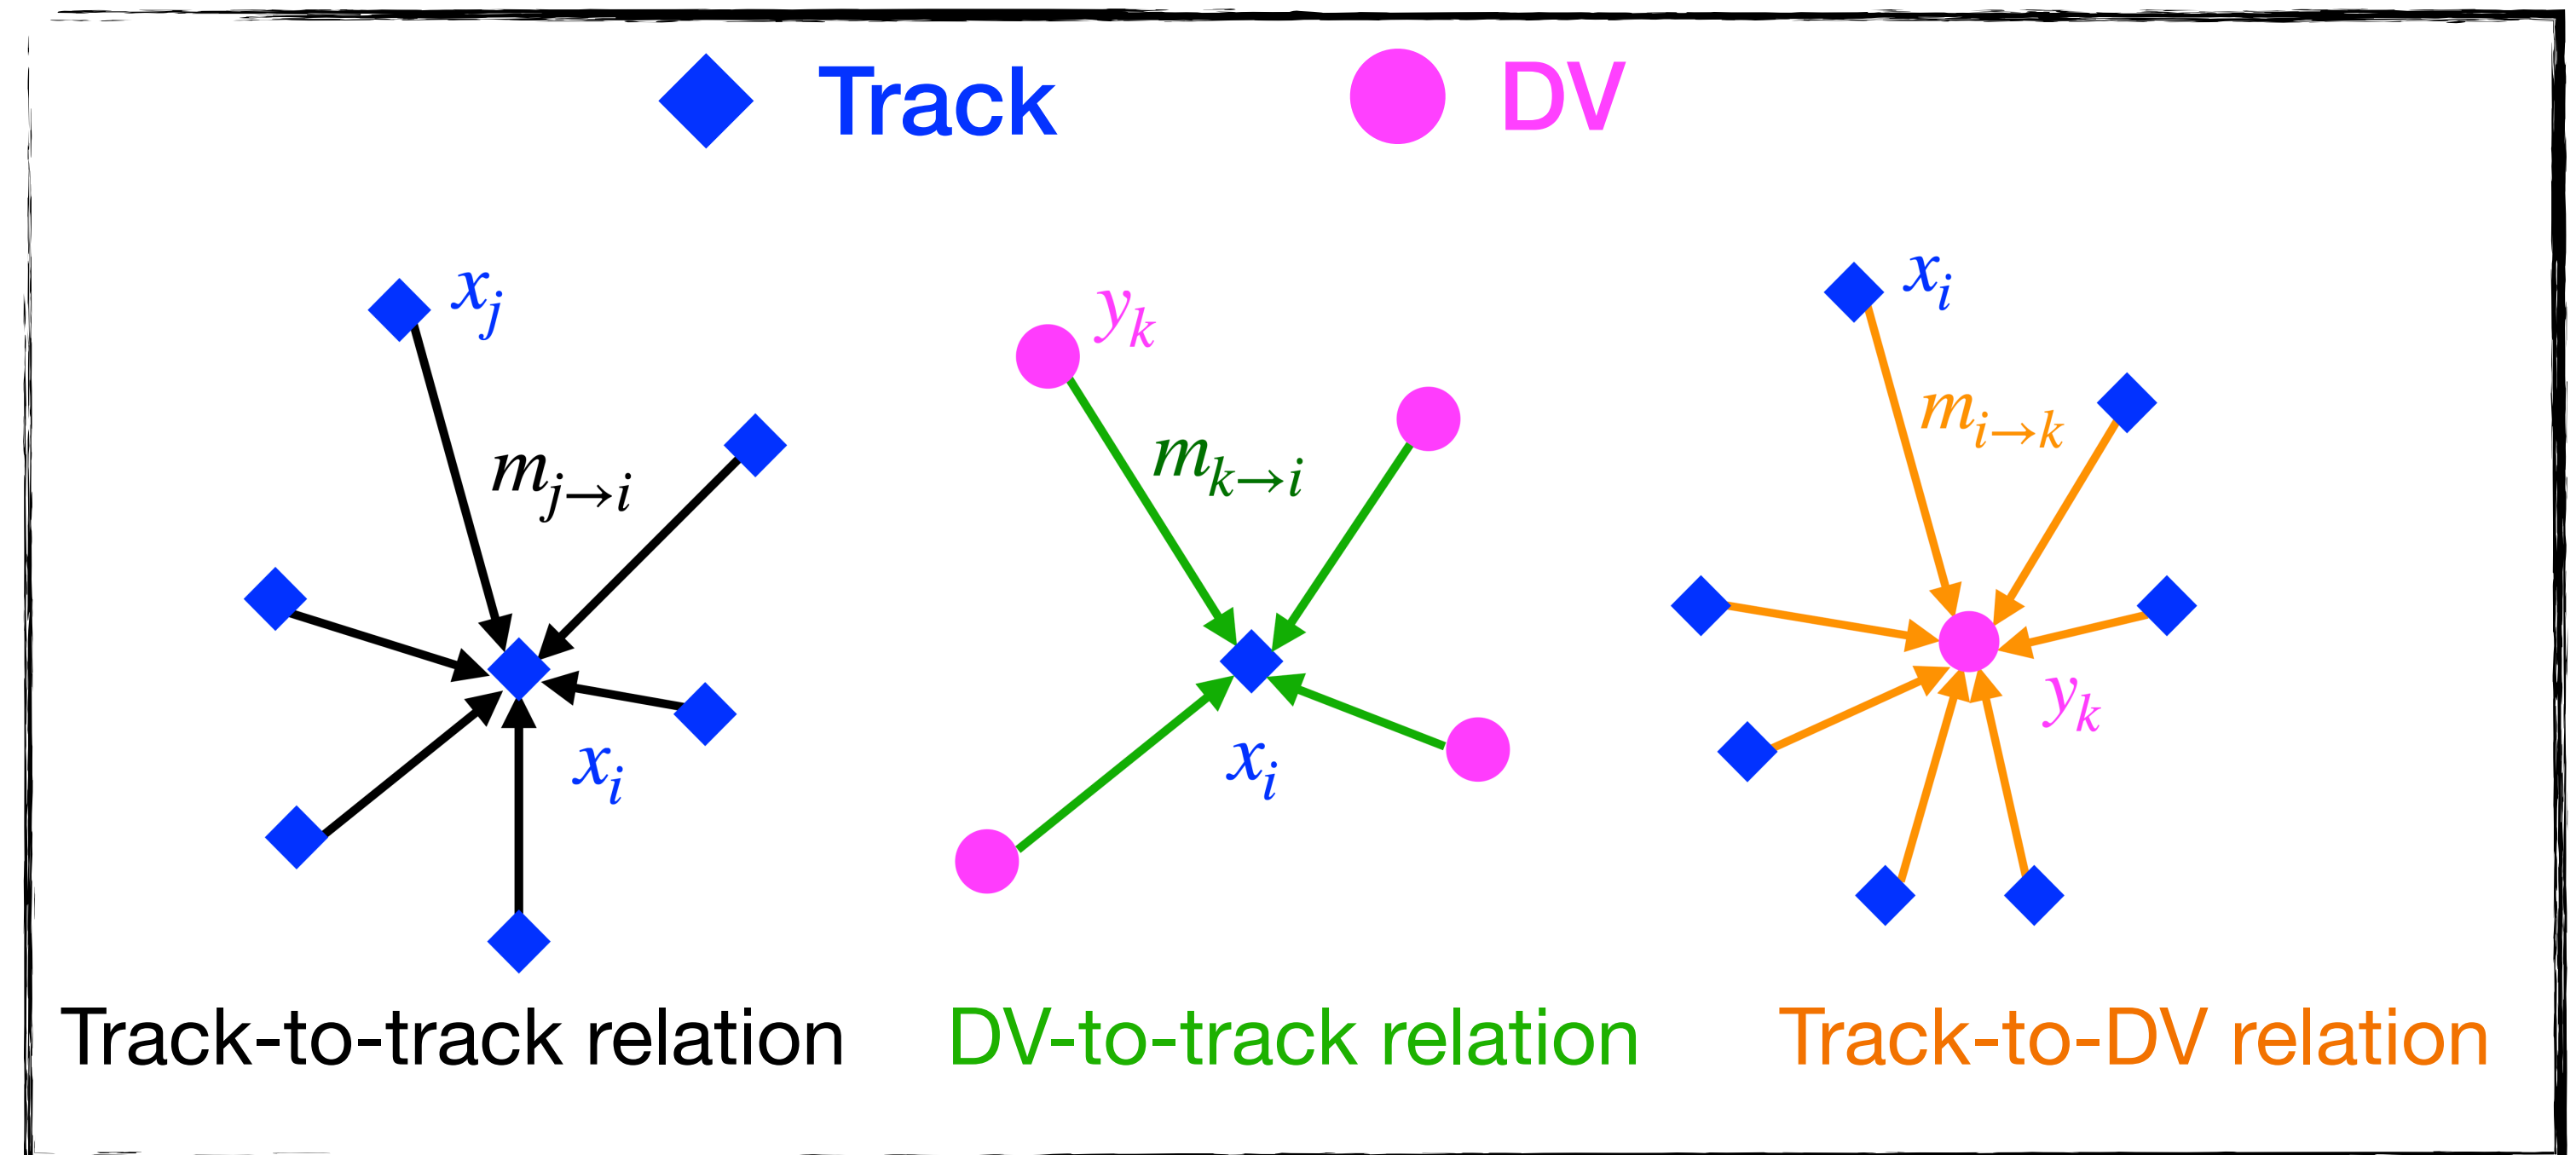 Track DV
x_j
m_{j→i}
x_i
y_k
m_{k→i}
x_i
x_i
m_{i→k}
y_k
Track-to-track relation DV-to-track relation Track-to-DV relation